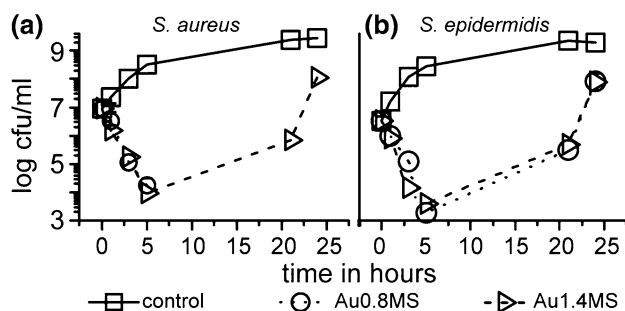 (a) S. aureus (b) S. epidermidis
log cfu/ml
9
7
5
3
0 5 10 15 20 25 0 5 10 15 20 25
time in hours
control Au0.8MS Au1.4MS